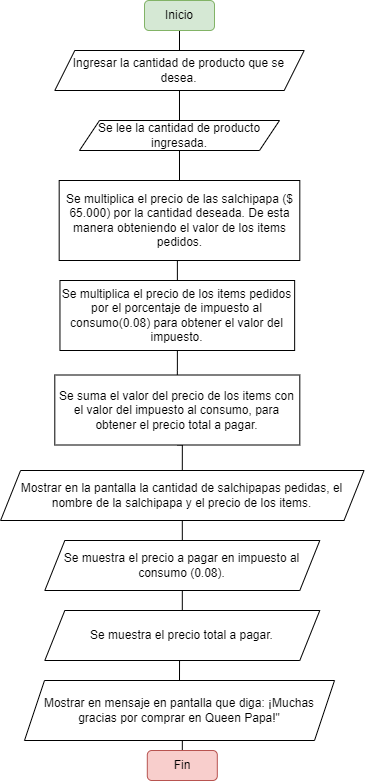 Inicio
Ingresar la cantidad de producto que se
desea.
Se lee la cantidad de producto
ingresada.
Se multiplica el precio de las salchipapa ($
65.000) por la cantidad deseada. De esta
manera obteniendo el valor de los items
pedidos.
Se multiplica el precio de los items pedidos
por el porcentaje de impuesto al
consumo(0.08) para obtener el valor del
impuesto.
Se suma el valor del precio de los items con
el valor del impuesto al consumo, para
obtener el precio total a pagar.
Mostrar en la pantalla la cantidad de salchipapas pedidas, el
nombre de la salchipapa y el precio de los items.
Se muestra el precio a pagar en impuesto al
consumo (0.08).
Se muestra el precio total a pagar.
Mostrar en mensaje en pantalla que diga: ¡Muchas
gracias por comprar en Queen Papa!"
Fin